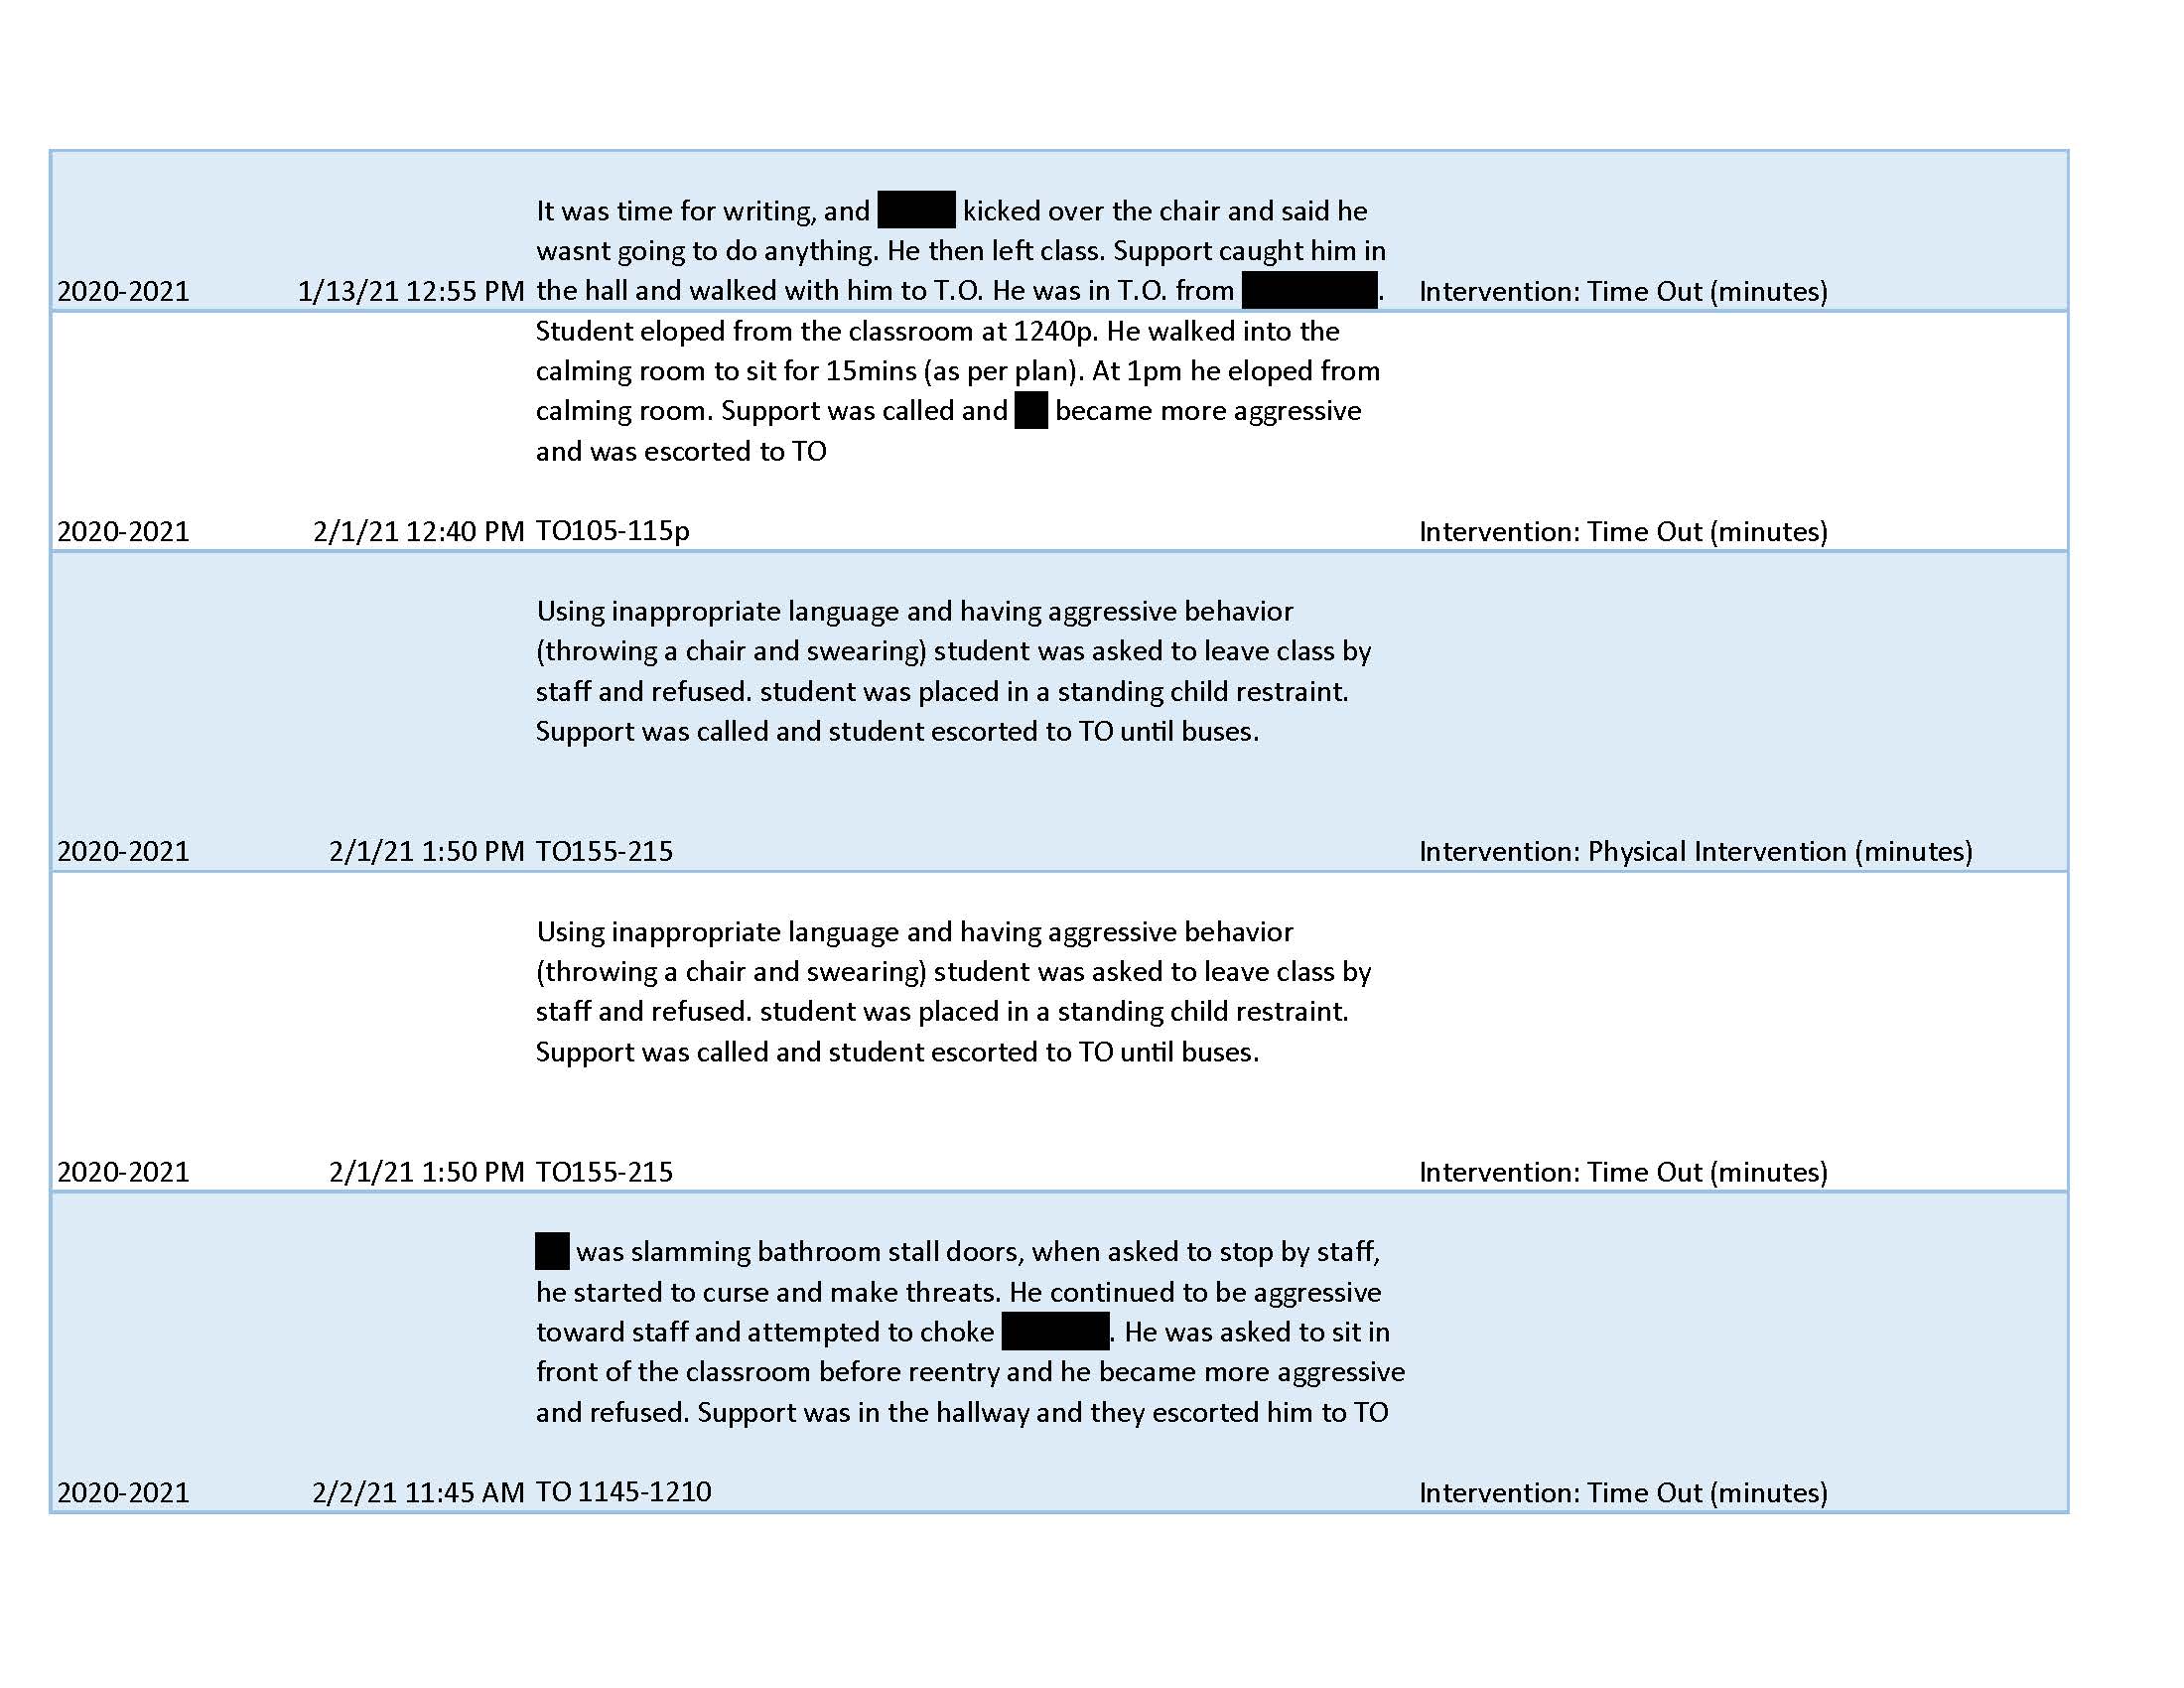 It was time for writing, and kicked over the chair and said he
wasnt going to do anything. He then left class. Support caught him in
2020-2021 1/13/21 12:55 PM the hall and walked with him to T.O. He was in T.O. from . Intervention: Time Out (minutes)
Student eloped from the classroom at 1240p. He walked into the
calming room to sit for 15mins (as per plan). At 1pm he eloped from
calming room. Support was called and became more aggressive
and was escorted to TO
2020-2021 2/1/21 12:40 PM TO105-115p Intervention: Time Out (minutes)
Using inappropriate language and having aggressive behavior
(throwing a chair and swearing) student was asked to leave class by
staff and refused. student was placed in a standing child restraint.
Support was called and student escorted to TO until buses.
2020-2021 2/1/21 1:50 PM TO155-215 Intervention: Physical Intervention (minutes)
Using inappropriate language and having aggressive behavior
(throwing a chair and swearing) student was asked to leave class by
staff and refused. student was placed in a standing child restraint.
Support was called and student escorted to TO until buses.
2020-2021 2/1/21 1:50 PM TO155-215 Intervention: Time Out (minutes)
was slamming bathroom stall doors, when asked to stop by staff,
he started to curse and make threats. He continued to be aggressive
toward staff and attempted to choke . He was asked to sit in
front of the classroom before reentry and he became more aggressive
and refused. Support was in the hallway and they escorted him to TO
2020-2021 2/2/21 11:45 AM TO 1145-1210 Intervention: Time Out (minutes)